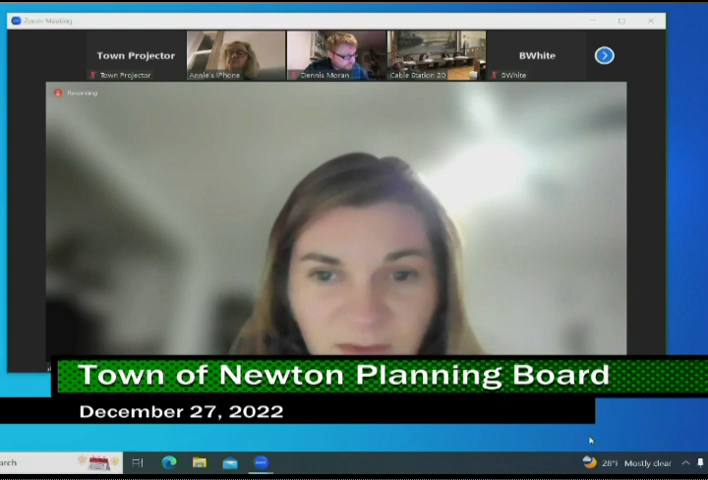 Zoom Meeting
Town Projector
BWhite
Town Projector
Annie's iPhone
Dennis Moran
Cable Station 20
BWhite
Recording
Town of Newton Planning Board
December 27, 2022
arch
28°F Mostly clear